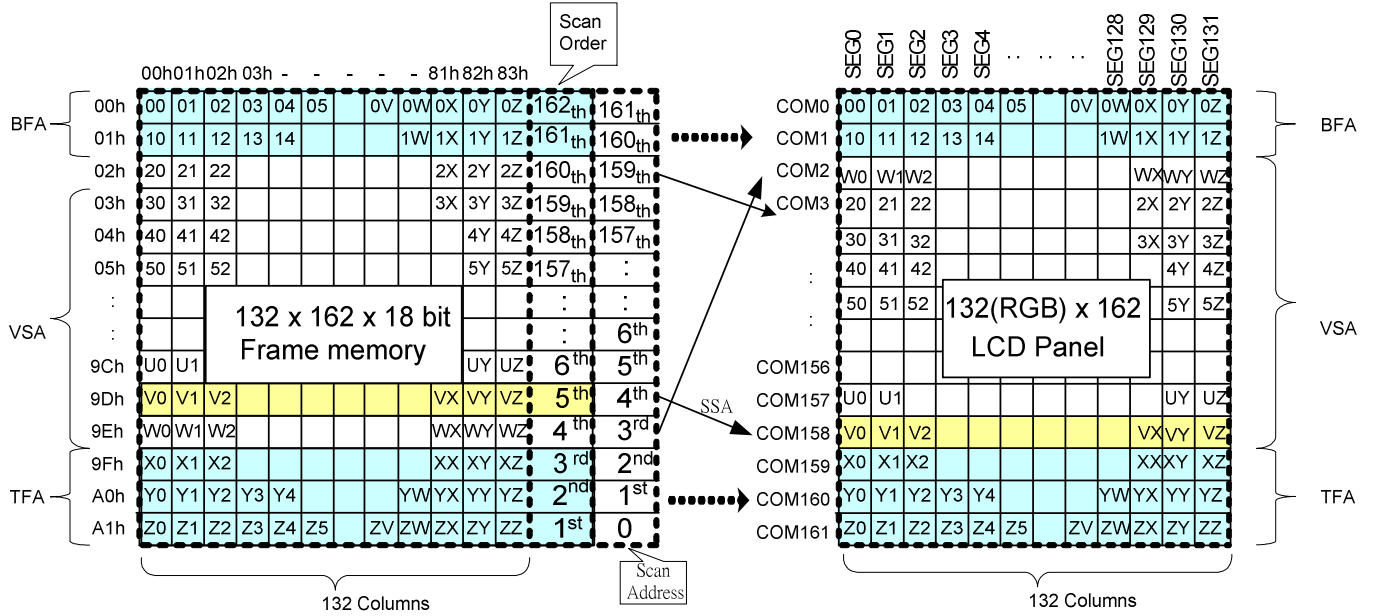 Scan
Order
00h 01h 02h 03h - - - - - 81h 82h 83h
SEG0 SEG1 SEG2 SEG3 SEG4 .. .. .. SEG128 SEG129 SEG130 SEG131
BFA
00h 00 01 02 03 04 05 0V 0W 0X 0Y 0Z 162th 161th
01h 10 11 12 13 14 1W 1X 1Y 1Z 161th 160th
02h 20 21 22 2X 2Y 2Z 160th 159th
03h 30 31 32 3X 3Y 3Z 159th 158th
04h 40 41 42 4Y 4Z 158th 157th
05h 50 51 52 5Y 5Z 157th :
: : :
VSA
: : 6th
132 x 162 x 18 bit
Frame memory
9Ch U0 U1 UY UZ 6th 5th
9Dh V0 V1 V2 VX VY VZ 5th 4th
9Eh W0 W1 W2 WX WY WZ 4th 3rd
9Fh X0 X1 X2 XX XY XZ 3rd 2nd
TFA
A0h Y0 Y1 Y2 Y3 Y4 YW YX YY YZ 2nd 1st
A1h Z0 Z1 Z2 Z3 Z4 Z5 ZV ZW ZX ZY ZZ 1st 0
Scan
Address
132 Columns
SSA
COM0 00 01 02 03 04 05 0V 0W 0X 0Y 0Z
COM1 10 11 12 13 14 1W 1X 1Y 1Z
BFA
COM2 W0 W1 W2 WX WY WZ
COM3 20 21 22 2X 2Y 2Z
30 31 32 3X 3Y 3Z
: 40 41 42 4Y 4Z
: 50 51 52 5Y 5Z
132(RGB) x 162
LCD Panel
VSA
COM156
COM157 U0 U1 UY UZ
COM158 V0 V1 V2 VX VY VZ
COM159 X0 X1 X2 XX XY XZ
COM160 Y0 Y1 Y2 Y3 Y4 YW YX YY YZ
TFA
COM161 Z0 Z1 Z2 Z3 Z4 Z5 ZV ZW ZX ZY ZZ
132 Columns